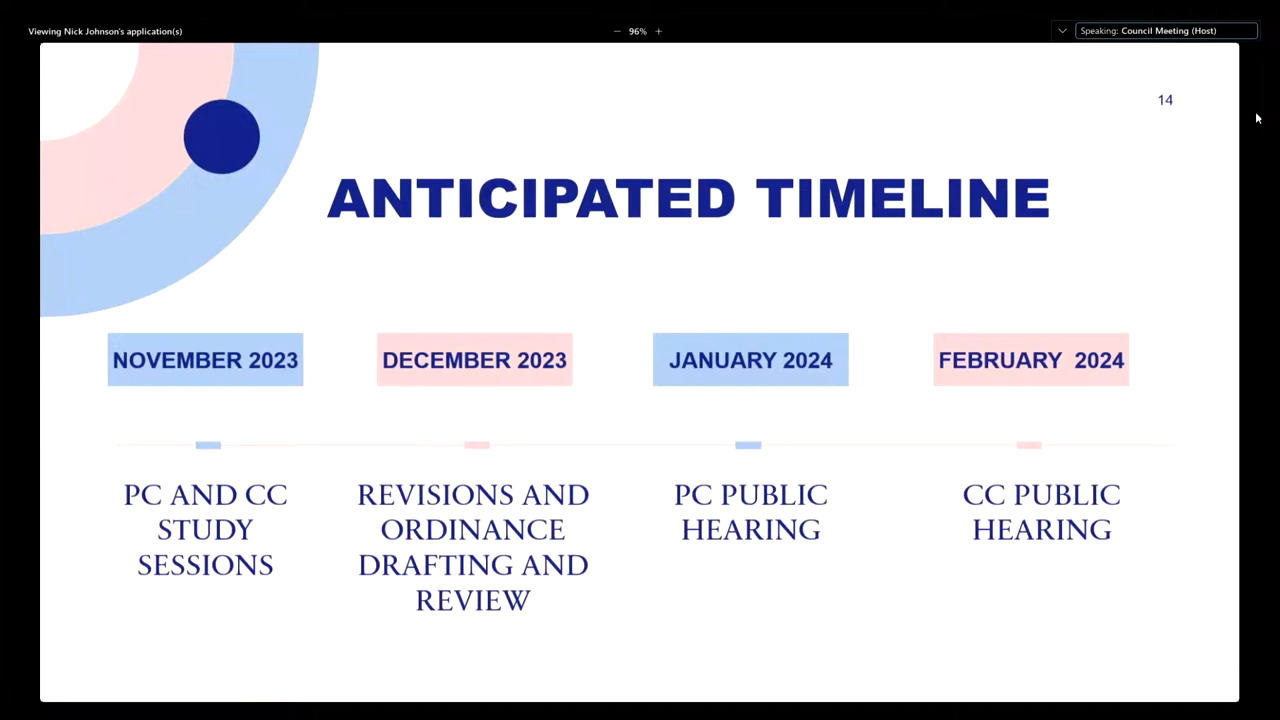 Viewing Nick Johnson's application(s)
− 96% +
Speaking: Council Meeting (Host)
14
ANTICIPATED TIMELINE
NOVEMBER 2023
DECEMBER 2023
JANUARY 2024
FEBRUARY 2024
PC AND CC
STUDY
SESSIONS
REVISIONS AND
ORDINANCE
DRAFTING AND
REVIEW
PC PUBLIC
HEARING
CC PUBLIC
HEARING